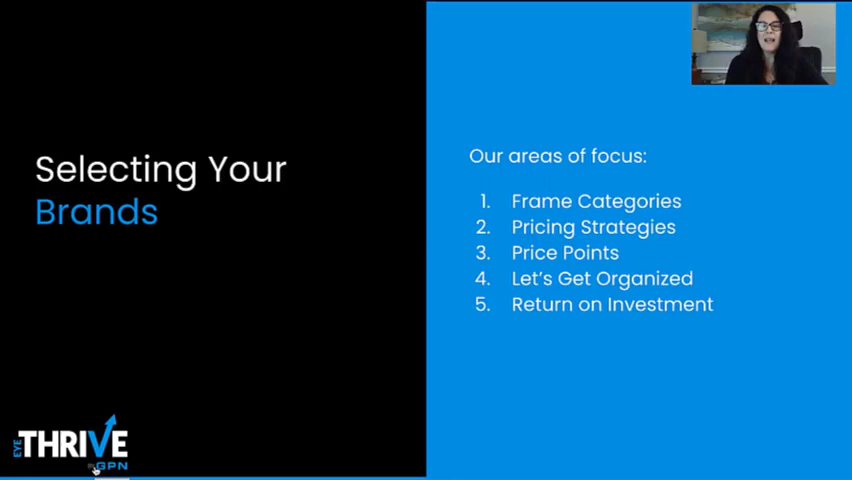 Selecting Your
Brands
Our areas of focus:
1. Frame Categories
2. Pricing Strategies
3. Price Points
4. Let's Get Organized
5. Return on Investment
EYE THRIVE
GPN